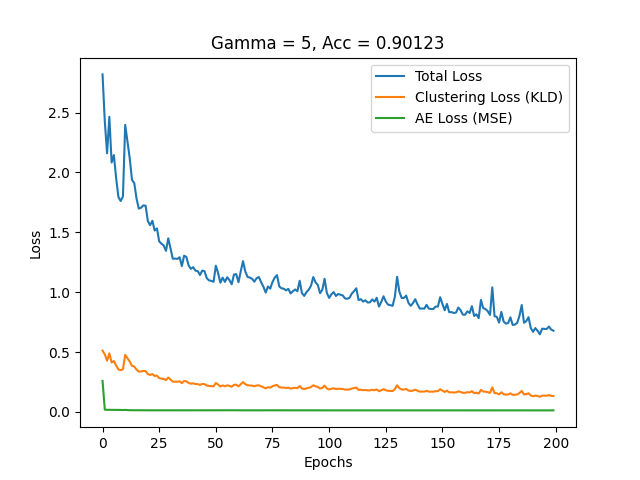 Gamma = 5, Acc = 0.90123
Total Loss
Clustering Loss (KLD)
AE Loss (MSE)
Loss
2.5
2.0
1.5
1.0
0.5
0.0
0 25 50 75 100 125 150 175 200
Epochs